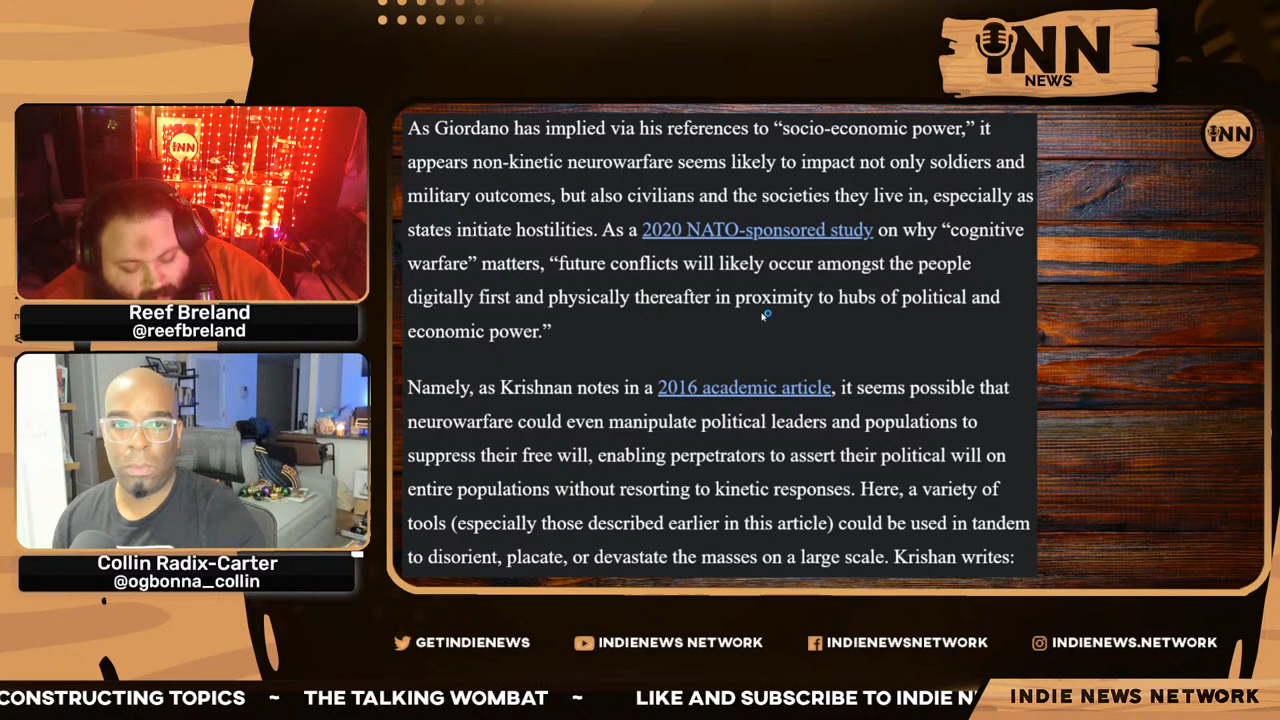 iNN
NEWS
iNN
iNN
As Giordano has implied via his references to “socio-economic power,” it
appears non-kinetic neurowarfare seems likely to impact not only soldiers and
military outcomes, but also civilians and the societies they live in, especially as
states initiate hostilities. As a 2020 NATO-sponsored study on why “cognitive
warfare” matters, “future conflicts will likely occur amongst the people
digitally first and physically thereafter in proximity to hubs of political and
economic power.”
Namely, as Krishnan notes in a 2016 academic article, it seems possible that
neurowarfare could even manipulate political leaders and populations to
suppress their free will, enabling perpetrators to assert their political will on
entire populations without resorting to kinetic responses. Here, a variety of
tools (especially those described earlier in this article) could be used in tandem
to disorient, placate, or devastate the masses on a large scale. Krishan writes:
Reef Breland
@reefbreland
Collin Radix-Carter
@ogbonna_collin
GETINDIENEWS
INDIENEWS NETWORK
INDIENEWSNETWORK
INDIENEWS.NETWORK
CONSTRUCTING TOPICS ~ THE TALKING WOMBAT ~ LIKE AND SUBSCRIBE TO INDIE N
INDIE NEWS NETWORK